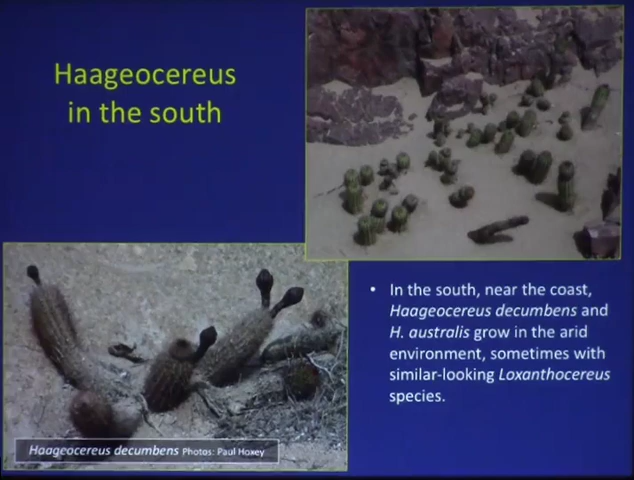 Haageocereus
in the south
• In the south, near the coast,
Haageocereus decumbens and
H. australis grow in the arid
environment, sometimes with
similar-looking Loxanthocereus
species.
Haageocereus decumbens Photos: Paul Hoxey